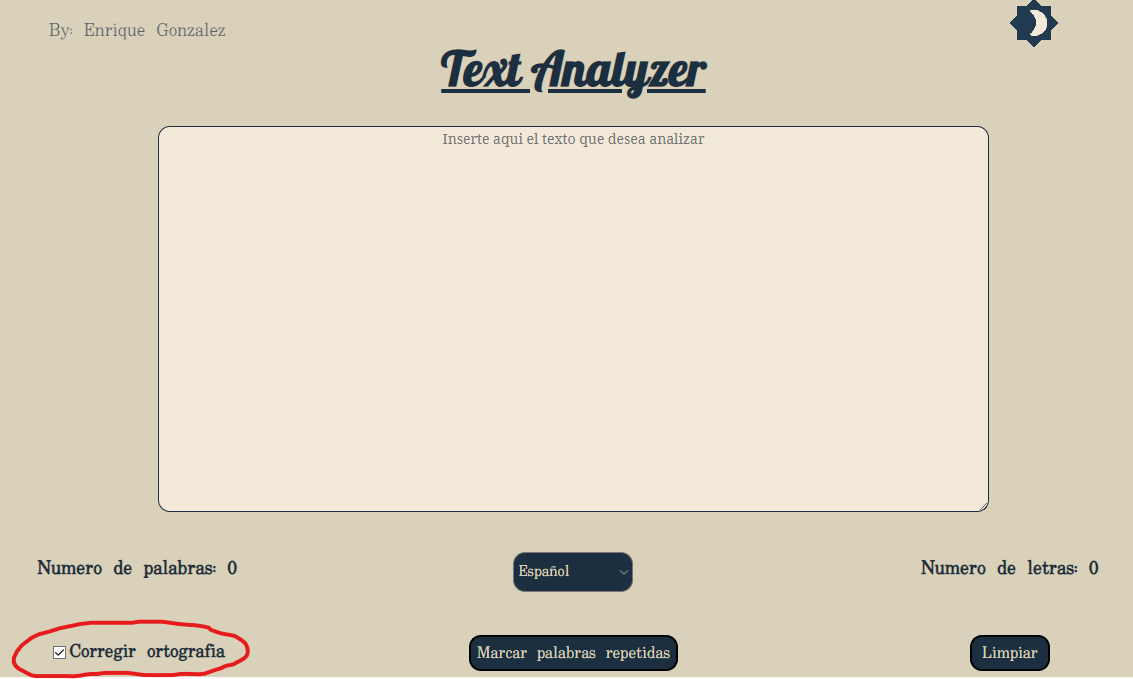 By: Enrique Gonzalez
Text Analyzer
Inserte aqui el texto que desea analizar
Numero de palabras: 0
Español
Numero de letras: 0
Corregir ortografia
Marcar palabras repetidas
Limpiar